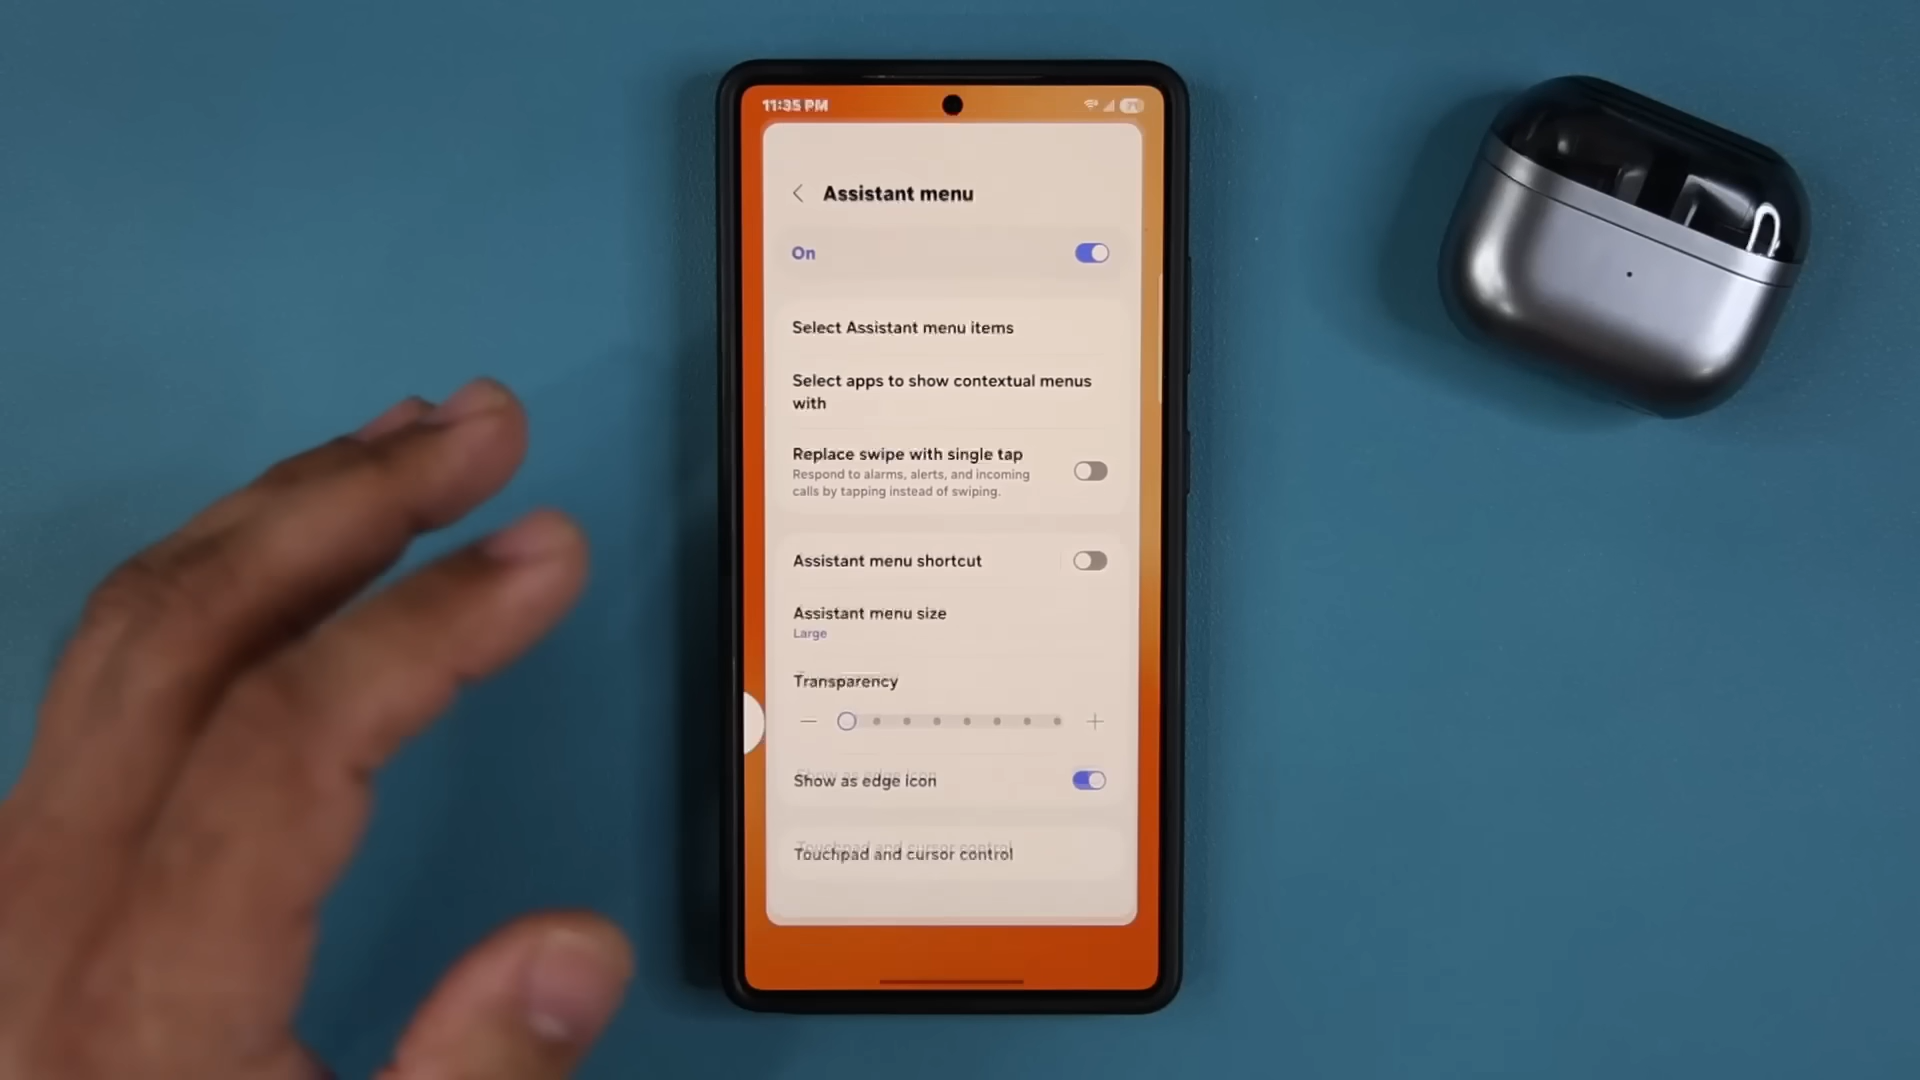 11:35 PM
Assistant menu
On
Select Assistant menu items
Select apps to show contextual menus
with
Replace swipe with single tap
Respond to alarms, alerts, and incoming
calls by tapping instead of swiping.
Assistant menu shortcut
Assistant menu size
Large
Transparency
Show as edge icon
Touchpad and cursor control